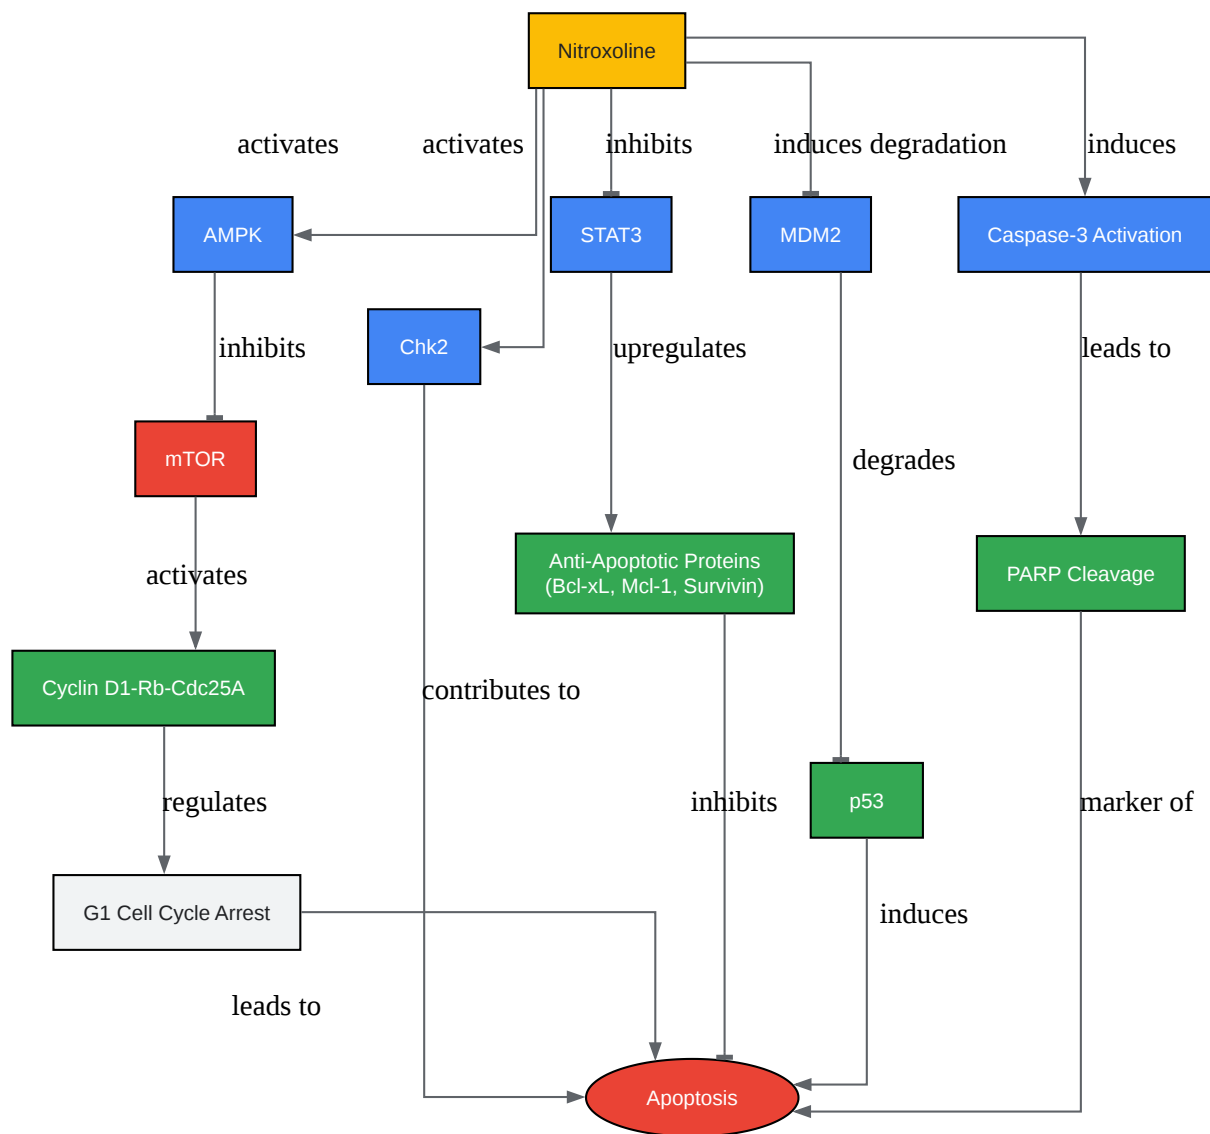 Nitroxoline
activates
activates
inhibits
induces degradation
induces
AMPK
STAT3
MDM2
Caspase-3 Activation
Chk2
inhibits
upregulates
leads to
mTOR
degrades
Anti-Apoptotic Proteins
(Bcl-xL, Mcl-1, Survivin)
activates
PARP Cleavage
Cyclin D1-Rb-Cdc25A
contributes to
regulates
inhibits
p53
marker of
G1 Cell Cycle Arrest
induces
leads to
Apoptosis